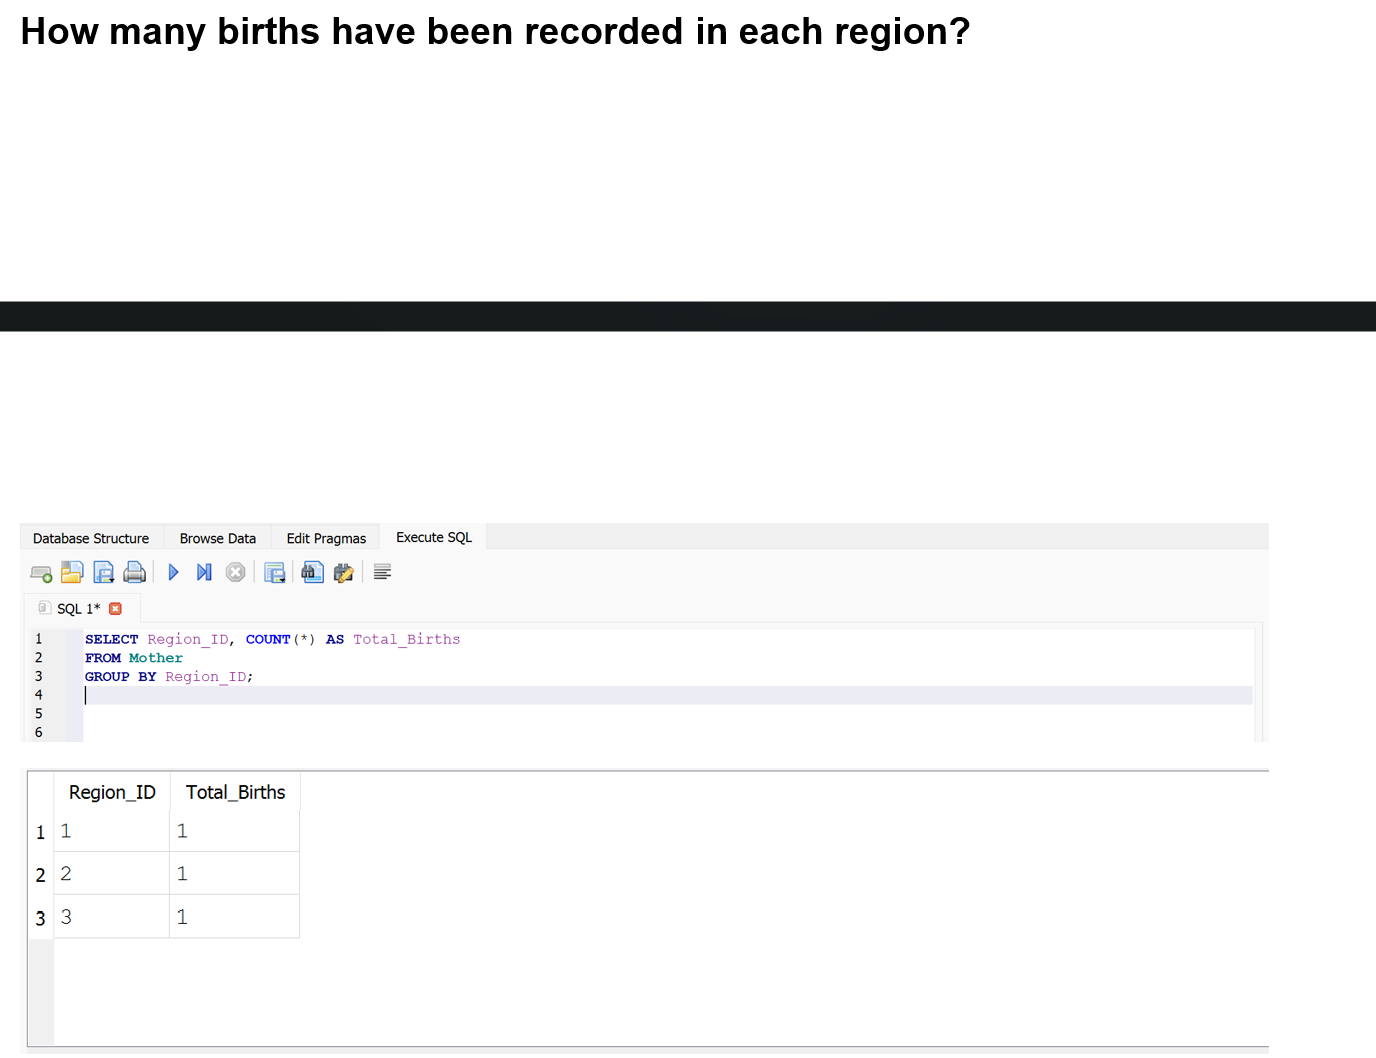 How many births have been recorded in each region?
Database Structure Browse Data Edit Pragmas Execute SQL
SQL 1*
1 SELECT Region_ID, COUNT(*) AS Total_Births
2 FROM Mother
3 GROUP BY Region_ID;
4
5
6
Region_ID Total_Births
1 1 1
2 2 1
3 3 1